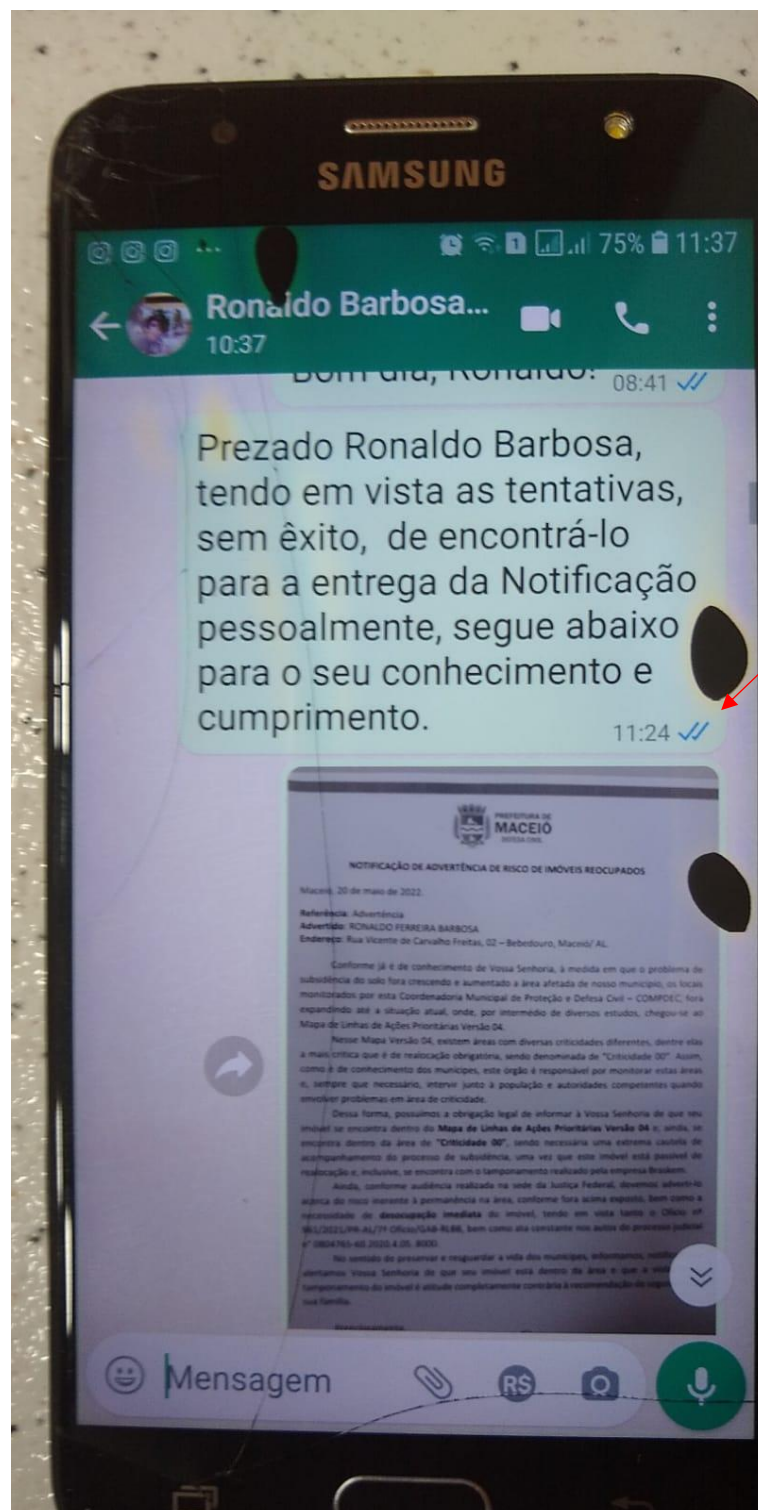 SAMSUNG
75% 11:37
Ronaldo Barbosa...
10:37
Bom dia, Ronaldo!
08:41
Prezado Ronaldo Barbosa,
tendo em vista as tentativas,
sem êxito, de encontrá-lo
para a entrega da Notificação
pessoalmente, segue abaixo
para o seu conhecimento e
cumprimento.
11:24
PREFEITURA DE
MACEIÓ
DEFESA CIVIL
NOTIFICAÇÃO DE ADVERTÊNCIA DE RISCO DE IMÓVEIS REOCUPADOS
Maceió, 20 de maio de 2022.
Referência: Advertência
Advertido: RONALDO FERREIRA BARBOSA
Endereço: Rua Vicente de Carvalho Freitas, 02 – Bebedouro, Maceió/ AL.
Conforme já é de conhecimento de Vossa Senhoria, à medida em que o problema de
subsidência do solo fora crescendo e aumentado a área afetada de nosso município, os locais
monitorados por esta Coordenadoria Municipal de Proteção e Defesa Civil – COMPDEC, fora
expandindo até a situação atual, onde, por intermédio de diversos estudos, chegou-se ao
Mapa de Linhas de Ações Prioritárias Versão 04.
Nesse Mapa Versão 04, existem áreas com diversas criticidades diferentes, dentre elas
a mais crítica que é de realocação obrigatória, sendo denominada de "Criticidade 00". Assim,
como é de conhecimento dos munícipes, este órgão é responsável por monitorar estas áreas
e, sempre que necessário, intervir junto à população e autoridades competentes quando
envolver problemas em área de criticidade.
Dessa forma, possuímos a obrigação legal de informar à Vossa Senhoria de que seu
imóvel se encontra dentro do Mapa de Linhas de Ações Prioritárias Versão 04 e, ainda, se
encontra dentro da área de "Criticidade 00", sendo necessária uma extrema cautela de
acompanhamento do processo de subsidência, uma vez que este imóvel está passível de
realocação e, inclusive, se encontra com o tamponamento realizado pela empresa Braskem.
Ainda, conforme audiência realizada na sede da Justiça Federal, devemos adverti-lo
acerca do risco inerente à permanência na área, conforme fora acima exposto, bem como a
necessidade de desocupação imediata do imóvel, tendo em vista tanto o Ofício nº
bem como ata constante nos autos do processo judicial
No sentido de preservar e resguardar a vida dos munícipes, informamos,
alertamos Vossa Senhoria de que seu imóvel está dentro da área e que a
tamponamento do imóvel é atitude completamente contrária à recomendação de
sua família.
Mensagem
R$